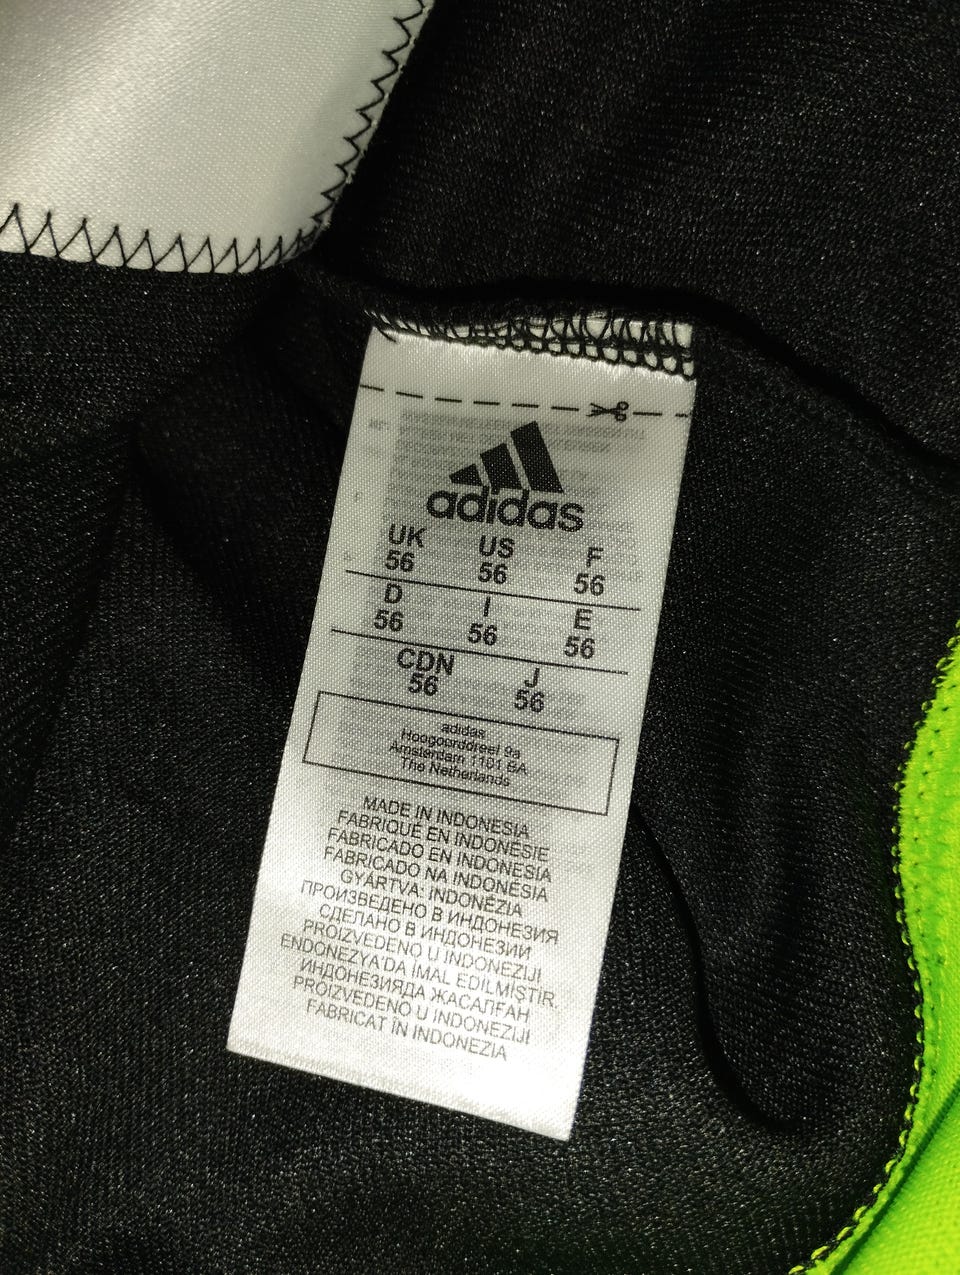 adidas
UK US F
56 56 56
D I E
56 56 56
CDN J
56 56
adidas
Hoogoorddreef 9a
Amsterdam 1101 BA
The Netherlands
MADE IN INDONESIA
FABRIQUÉ EN INDONÉSIE
FABRICADO EN INDONESIA
FABRICADO NA INDONÉSIA
GYÁRTVA: INDONÉZIA
ПРОИЗВЕДЕНО В ИНДОНЕЗИЯ
СДЕЛАНО В ИНДОНЕЗИИ
PROIZVEDENO U INDONEZIJI
ENDONEZYA'DA İMAL EDİLMİŞTİR.
ИНДОНЕЗИЯДА ЖАСАЛҒАН
PROIZVEDENO U INDONEZIJI
FABRICAT ÎN INDONEZIA